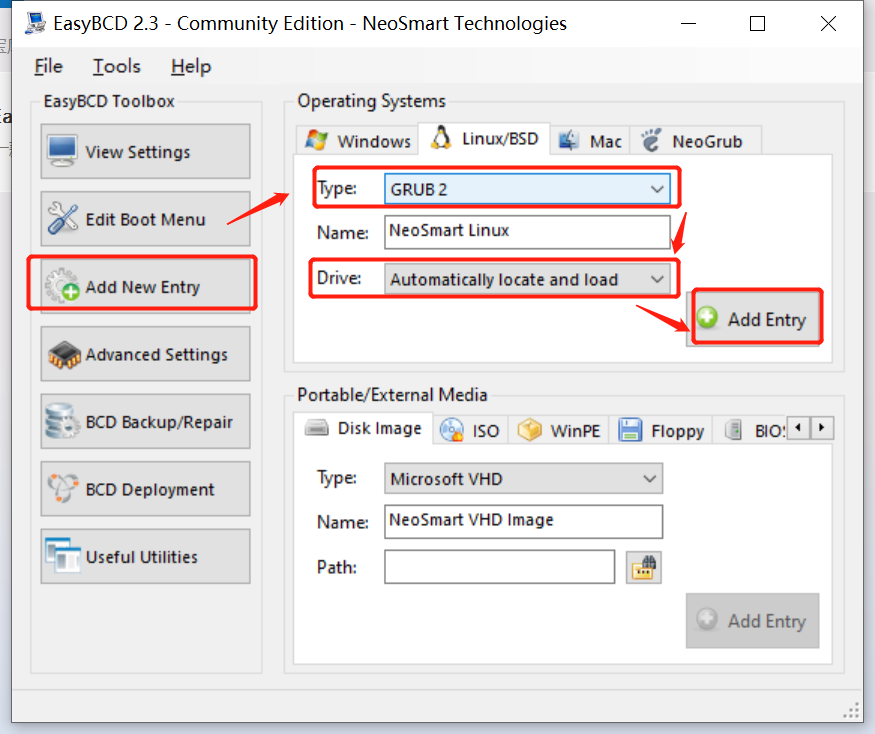 EasyBCD 2.3 - Community Edition - NeoSmart Technologies
File Tools Help
EasyBCD Toolbox
View Settings
Edit Boot Menu
Add New Entry
Advanced Settings
BCD Backup/Repair
BCD Deployment
Useful Utilities
Operating Systems
Windows Linux/BSD Mac NeoGrub
Type: GRUB 2
Name: NeoSmart Linux
Drive: Automatically locate and load
Add Entry
Portable/External Media
Disk Image ISO WinPE Floppy BIOS
Type: Microsoft VHD
Name: NeoSmart VHD Image
Path:
Add Entry